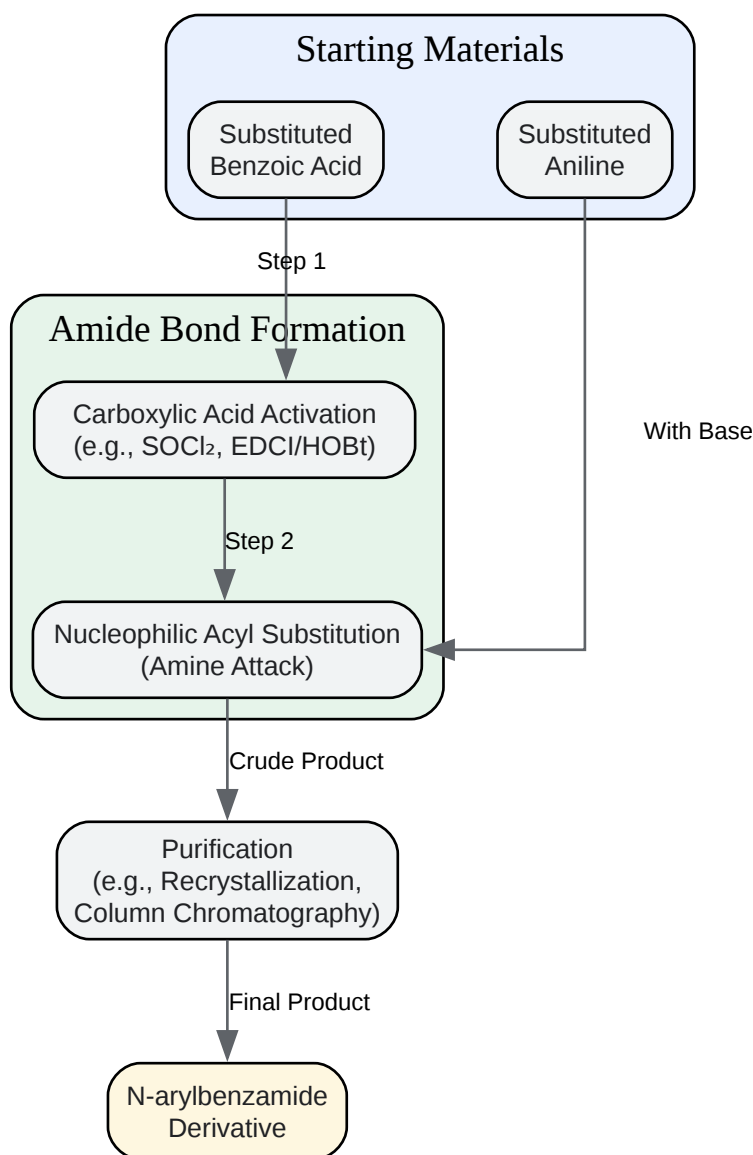 Starting Materials
Substituted
Benzoic Acid
Substituted
Aniline
Step 1
Amide Bond Formation
Carboxylic Acid Activation
(e.g., SOCl₂, EDCI/HOBt)
With Base
Step 2
Nucleophilic Acyl Substitution
(Amine Attack)
Crude Product
Purification
(e.g., Recrystallization,
Column Chromatography)
Final Product
N-arylbenzamide
Derivative